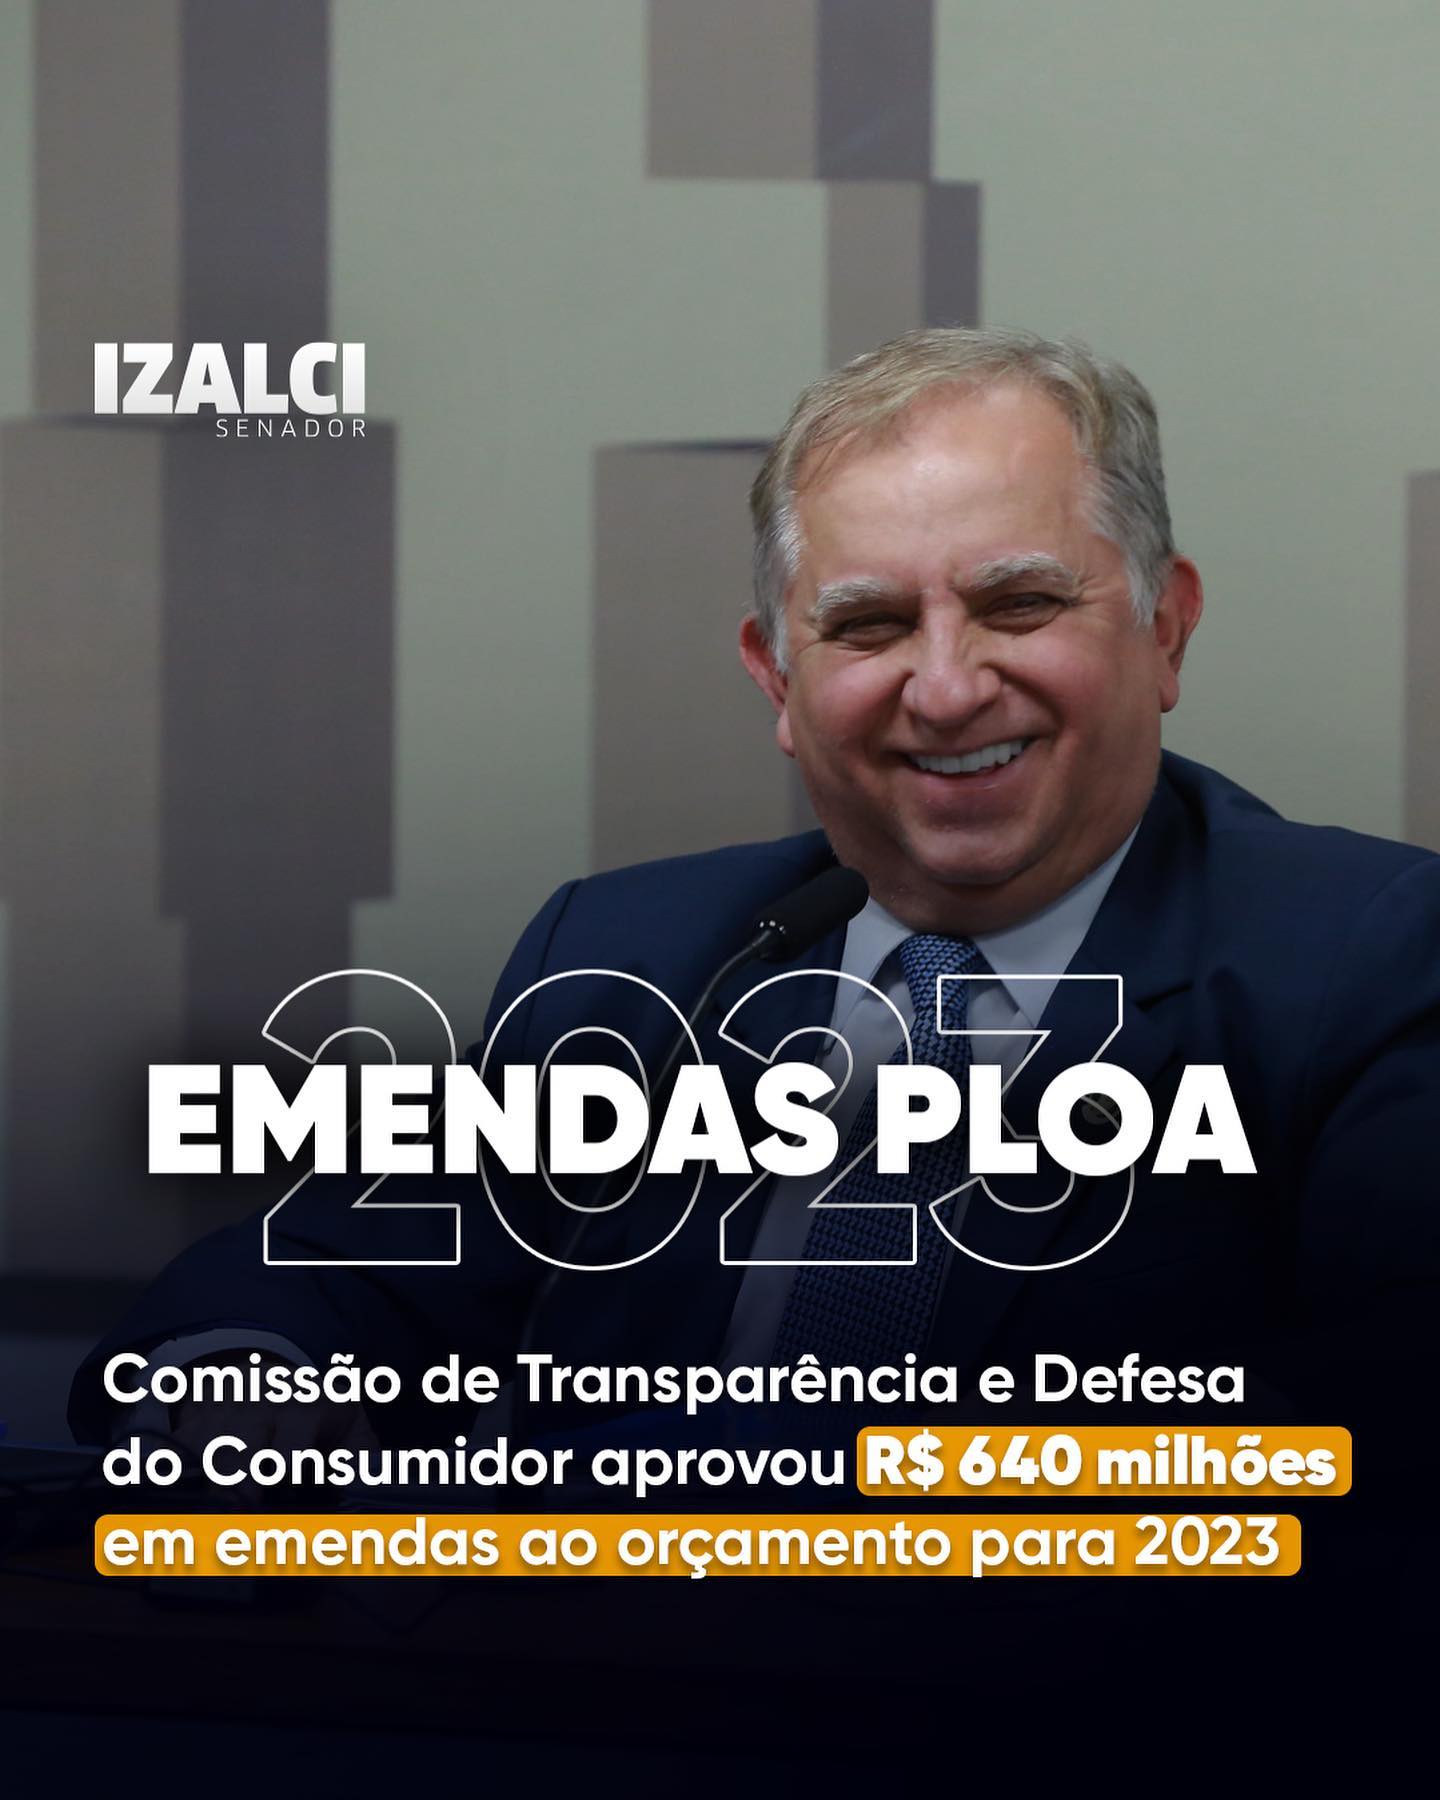 IZALCI
SENADOR
2023
EMENDAS PLOA
Comissão de Transparência e Defesa
do Consumidor aprovou R$ 640 milhões
em emendas ao orçamento para 2023